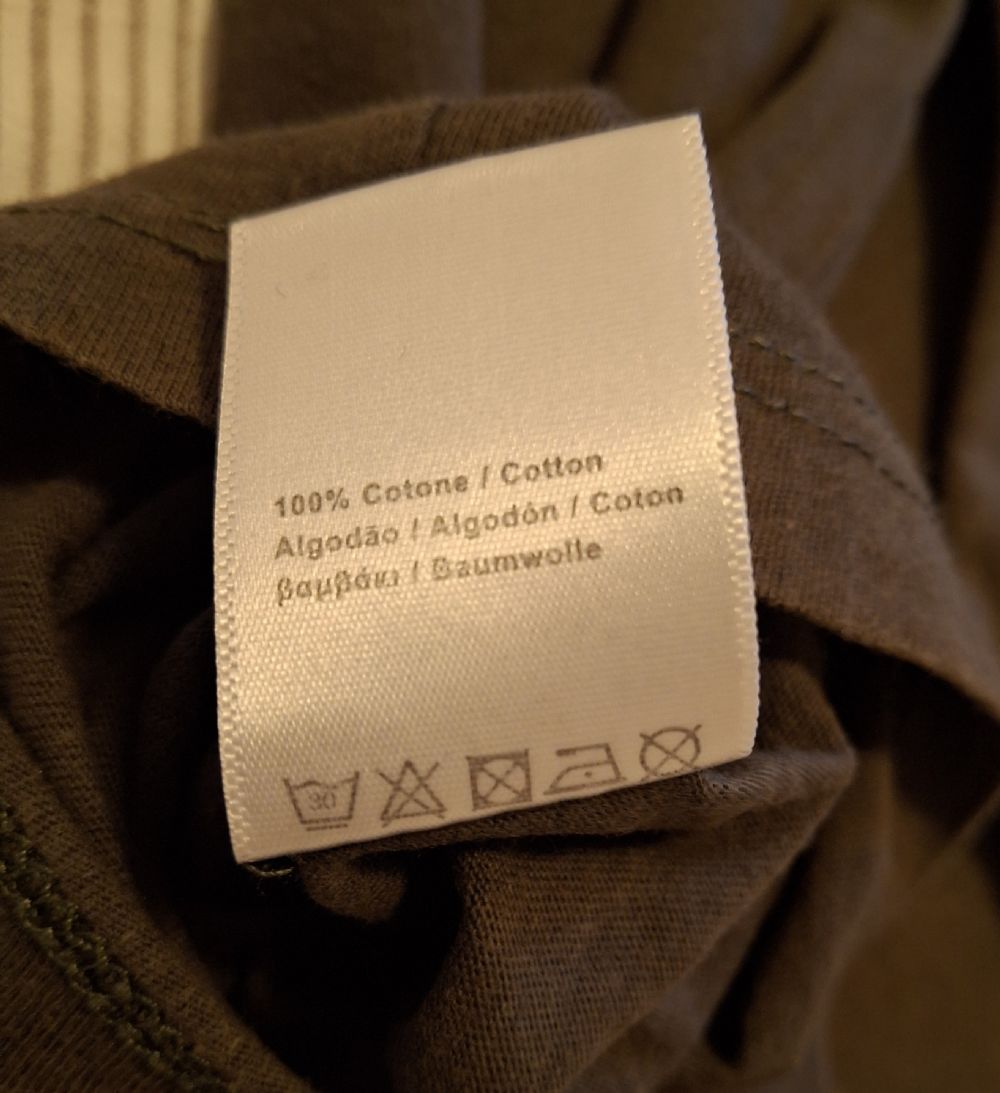 100% Cotone / Cotton
Algodão / Algodón / Coton
βαμβάκι / Baumwolle
30